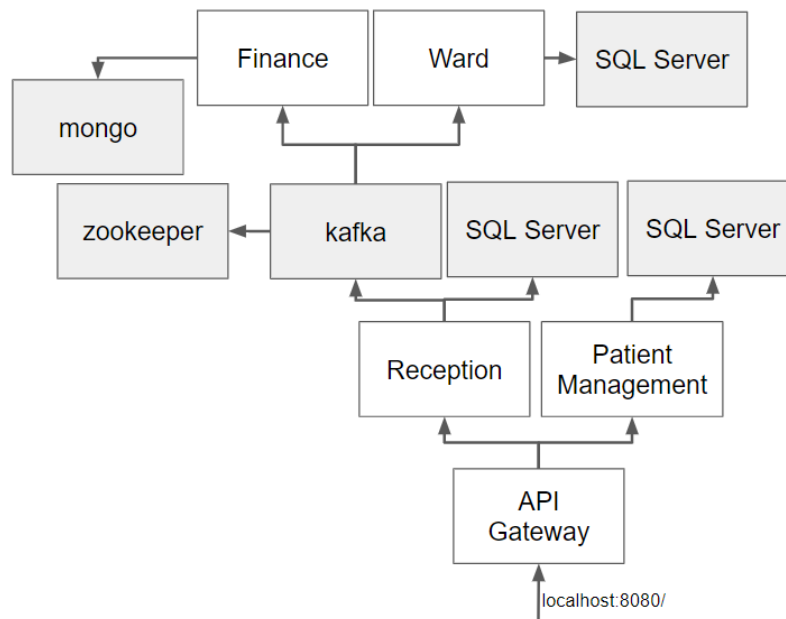 Finance
Ward
SQL Server
mongo
zookeeper
kafka
SQL Server
SQL Server
Reception
Patient
Management
API
Gateway
localhost:8080/